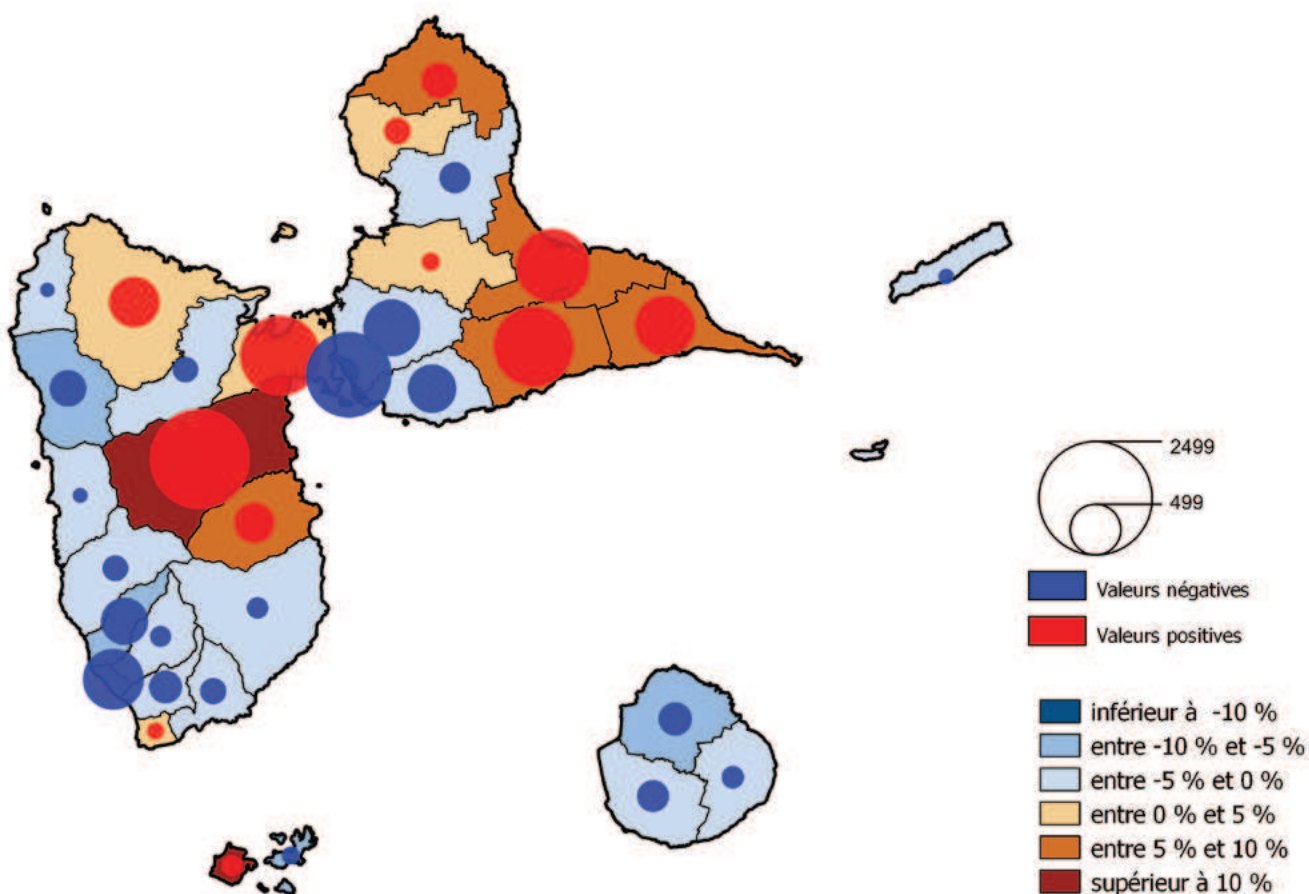 2499
499
Valeurs négatives
Valeurs positives
inférieur à -10 %
entre -10 % et -5 %
entre -5 % et 0 %
entre 0 % et 5 %
entre 5 % et 10 %
supérieur à 10 %